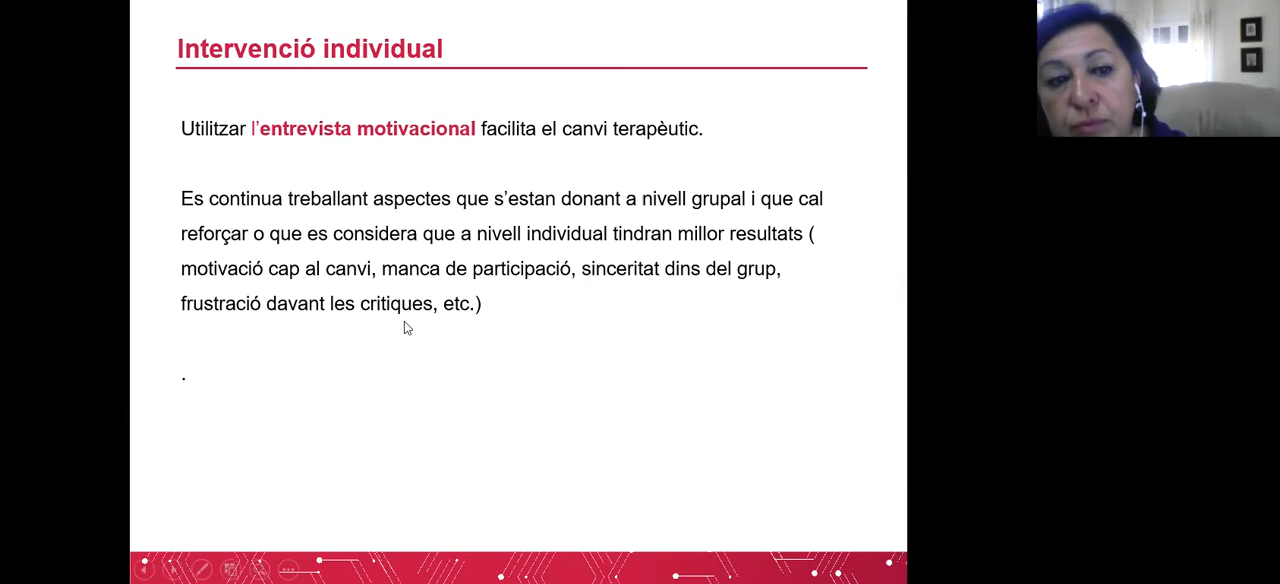 Intervenció individual
Utilitzar l’entrevista motivacional facilita el canvi terapèutic.
Es continua treballant aspectes que s’estan donant a nivell grupal i que cal
reforçar o que es considera que a nivell individual tindran millor resultats (
motivació cap al canvi, manca de participació, sinceritat dins del grup,
frustració davant les critiques, etc.)
.